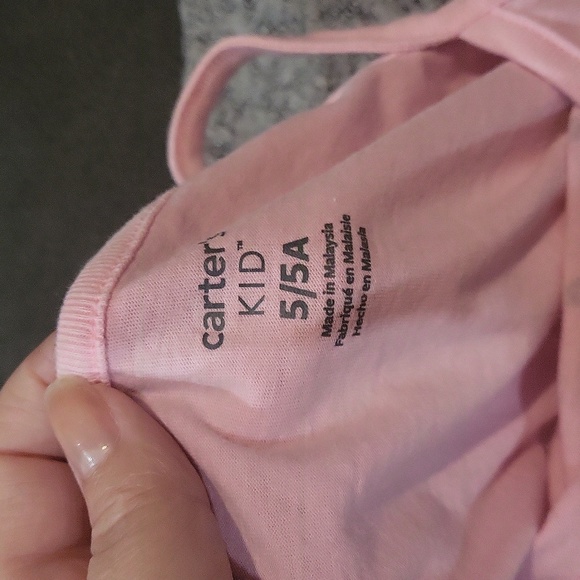 carter's
KID™
5/5A
Made in Malaysia
Fabriqué en Malaisie
Hecho en Malasia